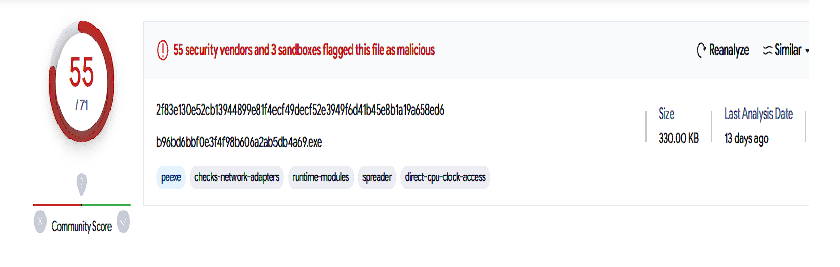 55
/ 71
Community Score
55 security vendors and 3 sandboxes flagged this file as malicious
Reanalyze
Similar
2f83e130e52cb13944899e81f4ecf49decf52e3949f6d41b45e8b1a19a658ed6
b96bd6bbf0e3f4f98b606a2ab5db4a69.exe
peexe
checks-network-adapters
runtime-modules
spreader
direct-cpu-clock-access
Size
330.00 KB
Last Analysis Date
13 days ago